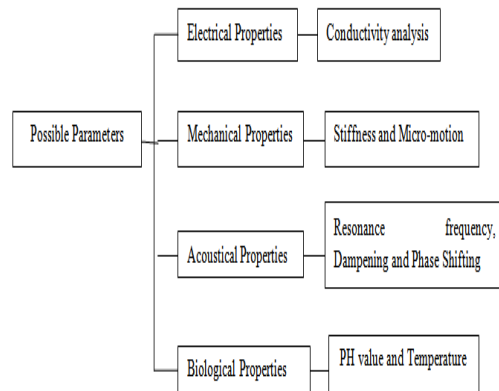 Electrical Properties
Conductivity analysis
Possible Parameters
Mechanical Properties
Stiffness and Micro-motion
Acoustical Properties
Resonance frequency,
Dampening and Phase Shifting
Biological Properties
PH value and Temperature